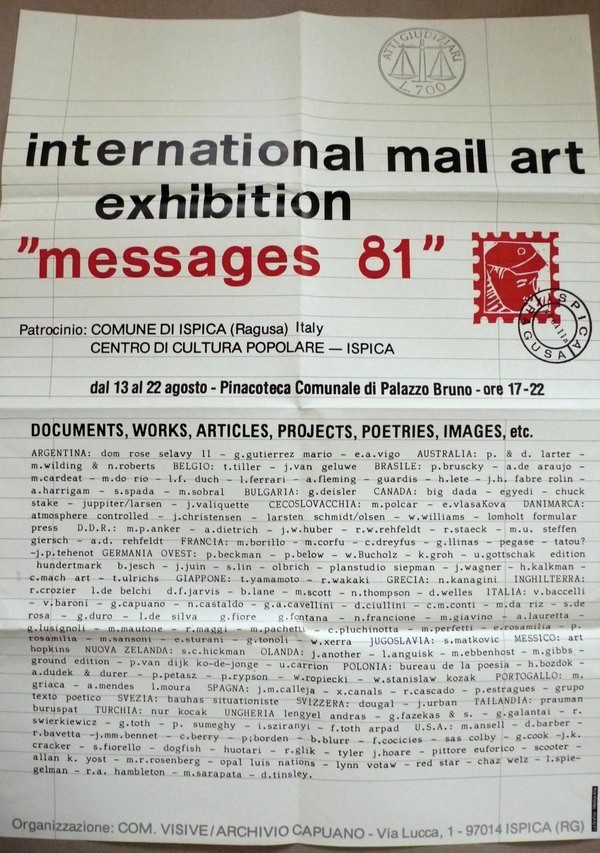 ATTI GIUDIZIARI
L. 700
international mail art
exhibition
"messages 81"
ISPICA
RAGUSA
Patrocinio: COMUNE DI ISPICA (Ragusa) Italy
CENTRO DI CULTURA POPOLARE — ISPICA
dal 13 al 22 agosto - Pinacoteca Comunale di Palazzo Bruno - ore 17-22
DOCUMENTS, WORKS, ARTICLES, PROJECTS, POETRIES, IMAGES, etc.
ARGENTINA: dom rose selavy II - g.gutierrez mario - e.a.vigo AUSTRALIA: p. & d. larter -
m.wilding & n.roberts BELGIO: t.tiller - j.van geluwe BRASILE: p.bruscky - a.de araujo -
m.cardeat - m.do rio - l.f. duch - l.ferrari - a.fleming - guardis - h.lete - j.h. fabre rolin -
a.harrigam - s.spada - m.sobral BULGARIA: g.deisler CANADA: big dada - egyedi - chuck
stake - juppiter/larsen - j.valiquette CECOSLOVACCHIA: m.polcar - e.vlasaKova DANIMARCA:
atmosphere controlled - j.christensen - larsten schmidt/olsen - w.williams - lomholt formular
press D.D.R.: m.p.anker - a.dietrich - j.w.huber - r.w.rehfeldt - r.staeck - m.u. steffen
giersch - a.d. rehfeldt FRANCIA: m.borillo - m.corfu - c.dreyfus - g.llinas - pegase - tatou?
-j.p.tehenot GERMANIA OVEST: p.beckman - p.below - w.Bucholz - k.groh - u.gottschak edition
hundertmark b.jesch - j.juin - s.lin - olbrich - planstudio siepman - j.wagner - h.kalkman -
c.mach art - t.ulrichs GIAPPONE: t.yamamoto - r.wakaki GRECIA: n.kanagini INGHILTERRA:
r.crozier l.de belchi d.f.jarvis - b.lane - m.scott - n.thompson - d.welles ITALIA: v.baccelli
- v.baroni - g.capuano - n.castaldo - g.a.cavellini - d.ciullini - c.m.conti - m.da riz - s.de
rosa - g.duro - l.de silva - g.fiore - g.fontana - n.francione - m.giavino - a.lauretta -
g.lusignoli - m.mautone - r.maggi - m.pachetti - c.pluchinotta - m.perfetti - e.rosamilia - p.
rosamilia - m.sannoni - e.sturani - g.tonoli - w.xerra JUGOSLAVIA: s.matkovic MESSICO: art
hopkins NUOVA ZELANDA: s.c.hickman OLANDA: j.another - l.anguisk - m.ebbenhost - m.gibbs -
ground edition - p.van dijk ko-de-jonge - u.carrion POLONIA: bureau de la poesia - h.bozdok -
a.dudek & durer - p.petasz - p.rypson - w.ropiecki - w.stanislaw kozak PORTOGALLO: m.
griaca - a.mendes l.moura SPAGNA: j.m.calleja - x.canals - r.cascado - p.estragues - grupo
texto poetico SVEZIA: bauhas situationiste SVIZZERA: dougal - j.urban TAILANDIA: prauman
buruspat TURCHIA: nur kocak UNGHERIA lengyel andras - g.fazekas & s. - g.galantai - r.
swierkiewicz - g.toth - p. sumeghy - i.sziranyi - f.toth arpad U.S.A.: m.ansell - d.barber -
r.bavetta -j.mm.bennet - c.berry - p;borden - b.blurr - f.cocicies - sas colby - g.cook -j.k.
cracker - s.fiorello - dogfish - huotari - r.glik - tyler j.hoare - pittore euforico - scooter -
allan k. yost - m.r.rosenberg - opal luis nations - lynn votaw - red star - chaz welz - l.spie-
gelman - r.a. hambleton - m.sarapata - d.tinsley.
Organizzazione: COM. VISIVE/ARCHIVIO CAPUANO - Via Lucca, 1 - 97014 ISPICA (RG)